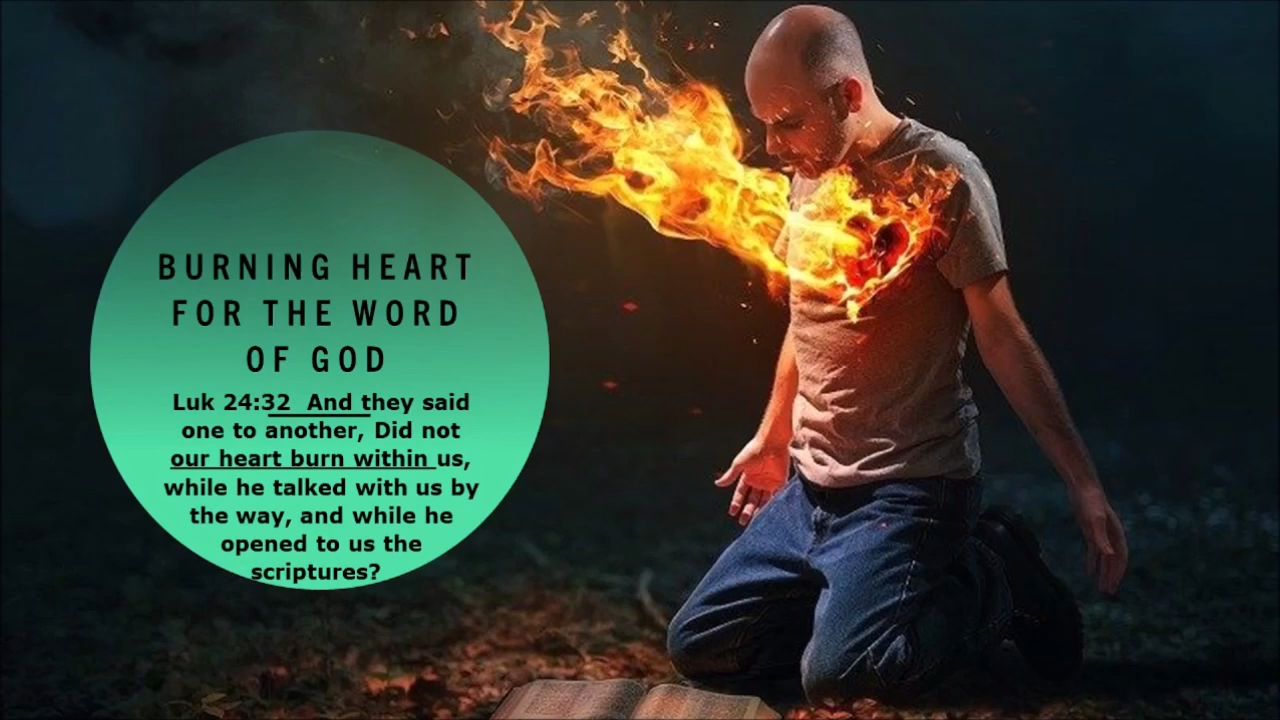 BURNING HEART
FOR THE WORD
OF GOD
Luk 24:32  And they said
one to another, Did not
our heart burn within us,
while he talked with us by
the way, and while he
opened to us the
scriptures?